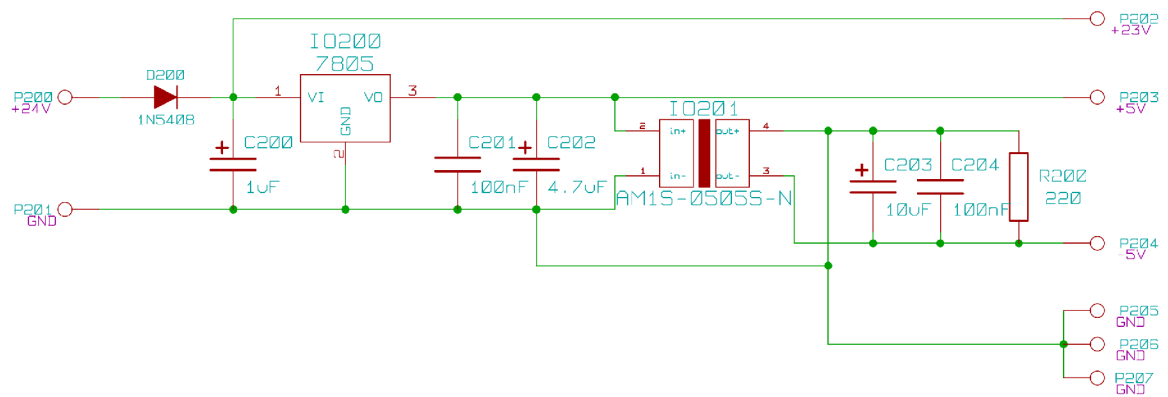 P202
+23V
IO200
7805
D200
P200
+24V
1N5408
1
VI
VO
3
GND
2
P203
+5V
IO201
C200
1uF
C201
100nF
C202
4.7uF
2
in+
out+
4
1
in-
out-
3
AM1S-0505S-N
C203
10uF
C204
100nF
R200
220
P201
GND
P204
-5V
P205
GND
P206
GND
P207
GND